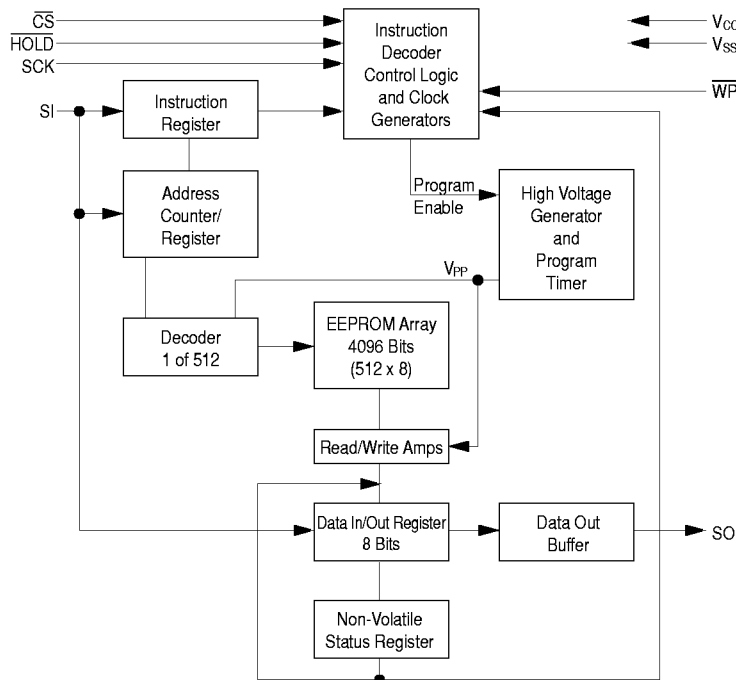 CS
HOLD
SCK
SI
Instruction
Decoder
Control Logic
and Clock
Generators
VCC
VSS
WP
Instruction
Register
Address
Counter/
Register
Program
Enable
High Voltage
Generator
and
Program
Timer
VPP
Decoder
1 of 512
EEPROM Array
4096 Bits
(512 x 8)
Read/Write Amps
Data In/Out Register
8 Bits
Data Out
Buffer
SO
Non-Volatile
Status Register